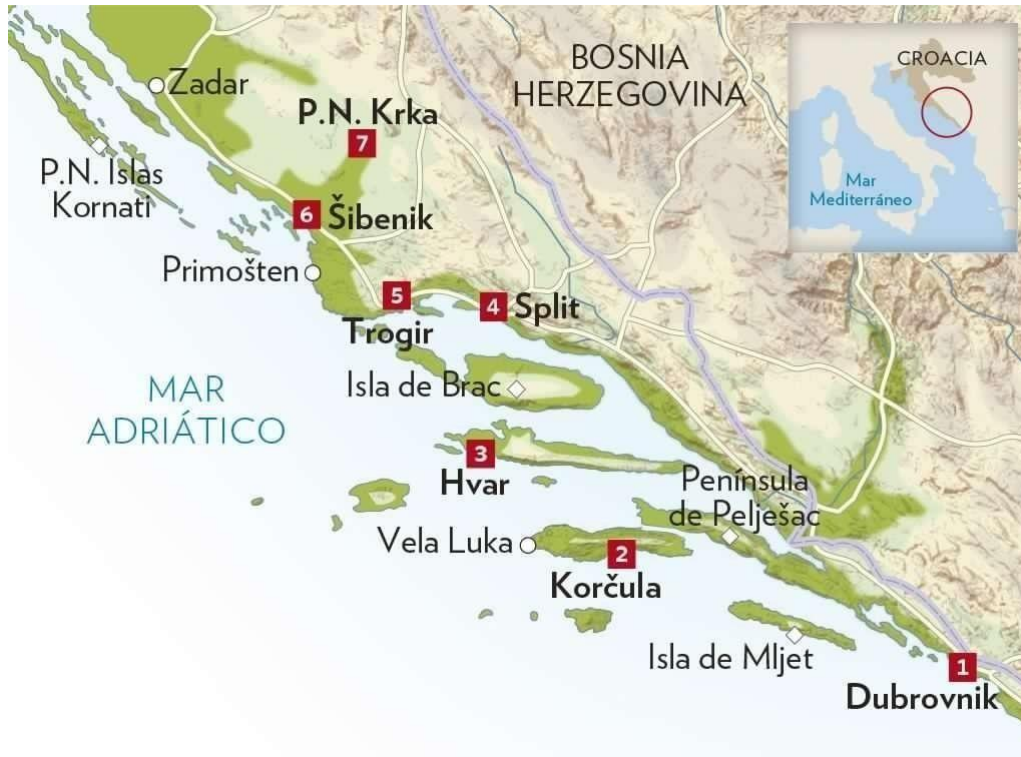 BOSNIA
HERZEGOVINA
CROACIA
Mar
Mediterráneo
Zadar
P.N. Krka
7
P.N. Islas
Kornati
6 Šibenik
Primošten
5
Trogir
4 Split
Isla de Brac
MAR
ADRIÁTICO
3
Hvar
Península
de Pelješac
Vela Luka
2
Korčula
Isla de Mljet
1
Dubrovnik